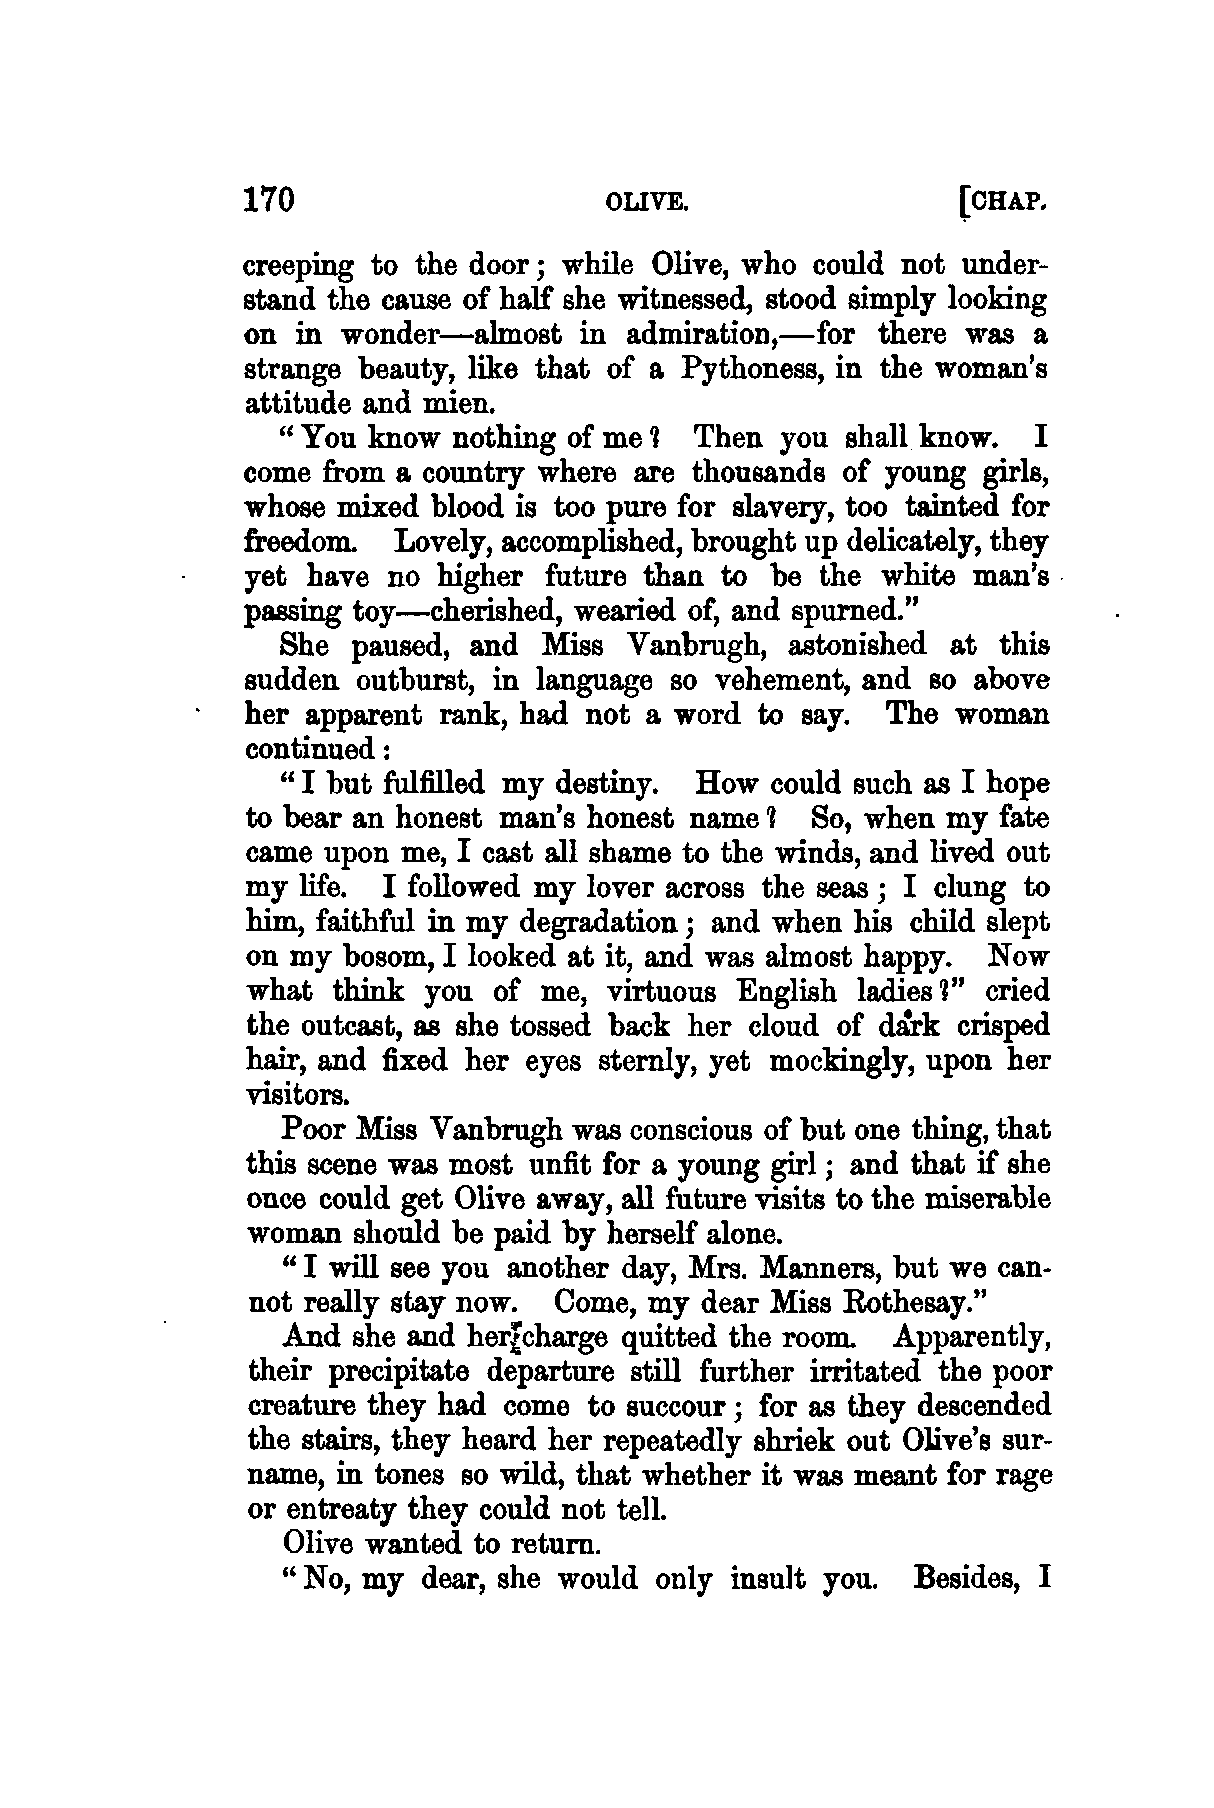 170 OLIVE. [CHAP.
creeping to the door; while Olive, who could not under-
stand the cause of half she witnessed, stood simply looking
on in wonder—almost in admiration,—for there was a
strange beauty, like that of a Pythoness, in the woman's
attitude and mien.
"You know nothing of me? Then you shall know. I
come from a country where are thousands of young girls,
whose mixed blood is too pure for slavery, too tainted for
freedom. Lovely, accomplished, brought up delicately, they
yet have no higher future than to be the white man's
passing toy—cherished, wearied of, and spurned."
She paused, and Miss Vanbrugh, astonished at this
sudden outburst, in language so vehement, and so above
her apparent rank, had not a word to say. The woman
continued:
"I but fulfilled my destiny. How could such as I hope
to bear an honest man's honest name? So, when my fate
came upon me, I cast all shame to the winds, and lived out
my life. I followed my lover across the seas; I clung to
him, faithful in my degradation; and when his child slept
on my bosom, I looked at it, and was almost happy. Now
what think you of me, virtuous English ladies?" cried
the outcast, as she tossed back her cloud of dark crisped
hair, and fixed her eyes sternly, yet mockingly, upon her
visitors.
Poor Miss Vanbrugh was conscious of but one thing, that
this scene was most unfit for a young girl; and that if she
once could get Olive away, all future visits to the miserable
woman should be paid by herself alone.
"I will see you another day, Mrs. Manners, but we can-
not really stay now. Come, my dear Miss Rothesay."
And she and her charge quitted the room. Apparently,
their precipitate departure still further irritated the poor
creature they had come to succour; for as they descended
the stairs, they heard her repeatedly shriek out Olive's sur-
name, in tones so wild, that whether it was meant for rage
or entreaty they could not tell.
Olive wanted to return.
"No, my dear, she would only insult you. Besides, I